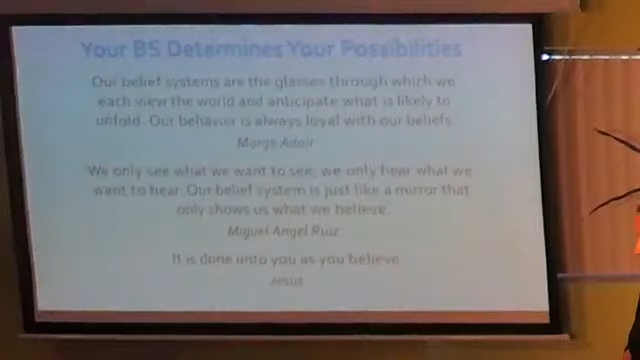 Your BS Determines Your Possibilities
Our belief systems are the glasses through which we
each view the world and anticipate what is likely to
unfold. Our behavior is always loyal with our beliefs.
Margo Adair
We only see what we want to see; we only hear what we
want to hear. Our belief system is just like a mirror that
only shows us what we believe.
Miguel Angel Ruiz
It is done unto you as you believe.
Jesus